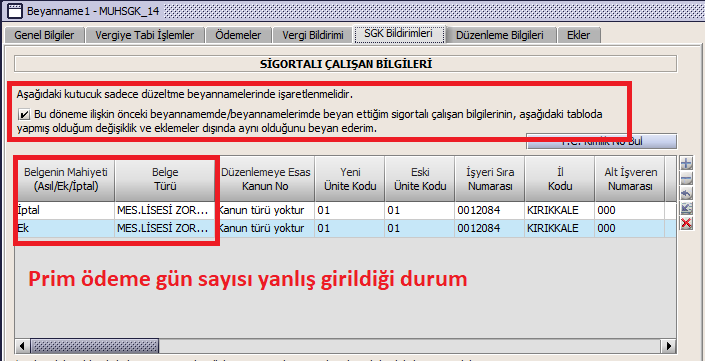 Beyanname1 - MUHSGK_14
Genel Bilgiler Vergiye Tabi İşlemler Ödemeler Vergi Bildirimi SGK Bildirimleri Düzenleme Bilgileri Ekler
SİGORTALI ÇALIŞAN BİLGİLERİ
Aşağıdaki kutucuk sadece düzeltme beyannamelerinde işaretlenmelidir.
Bu döneme ilişkin önceki beyannamemde/beyannamelerimde beyan ettiğim sigortalı çalışan bilgilerinin, aşağıdaki tabloda
yapmış olduğum değişiklik ve eklemeler dışında aynı olduğunu beyan ederim.
T.C. Kimlik No Bul
Belgenin Mahiyeti Belge Düzenlemeye Esas Yeni Eski İşyeri Sıra İl Alt İşveren
(Asıl/Ek/İptal) Türü Kanun No Ünite Kodu Ünite Kodu Numarası Kodu Numarası
İptal MES.LİSESİ ZOR... Kanun türü yoktur 01 01 0012084 KIRIKKALE 000
Ek MES.LİSESİ ZOR... Kanun türü yoktur 01 01 0012084 KIRIKKALE 000
Prim ödeme gün sayısı yanlış girildiği durum